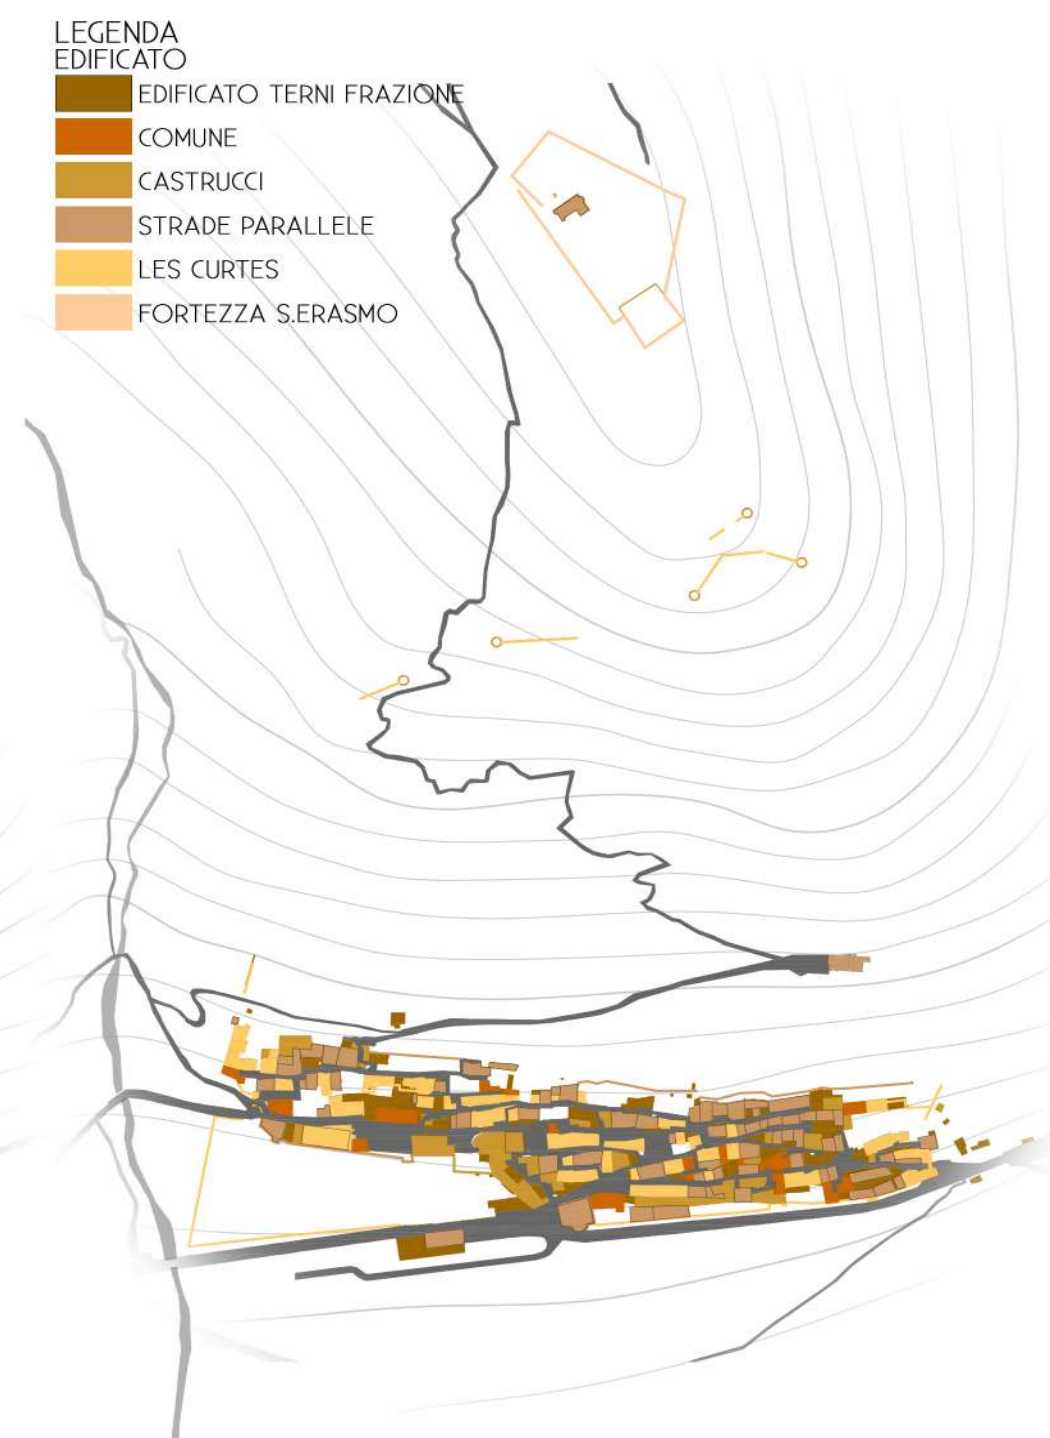 LEGENDA
EDIFICATO
EDIFICATO TERNI FRAZIONE
COMUNE
CASTRUCCI
STRADE PARALLELE
LES CURTES
FORTEZZA S.ERASMO